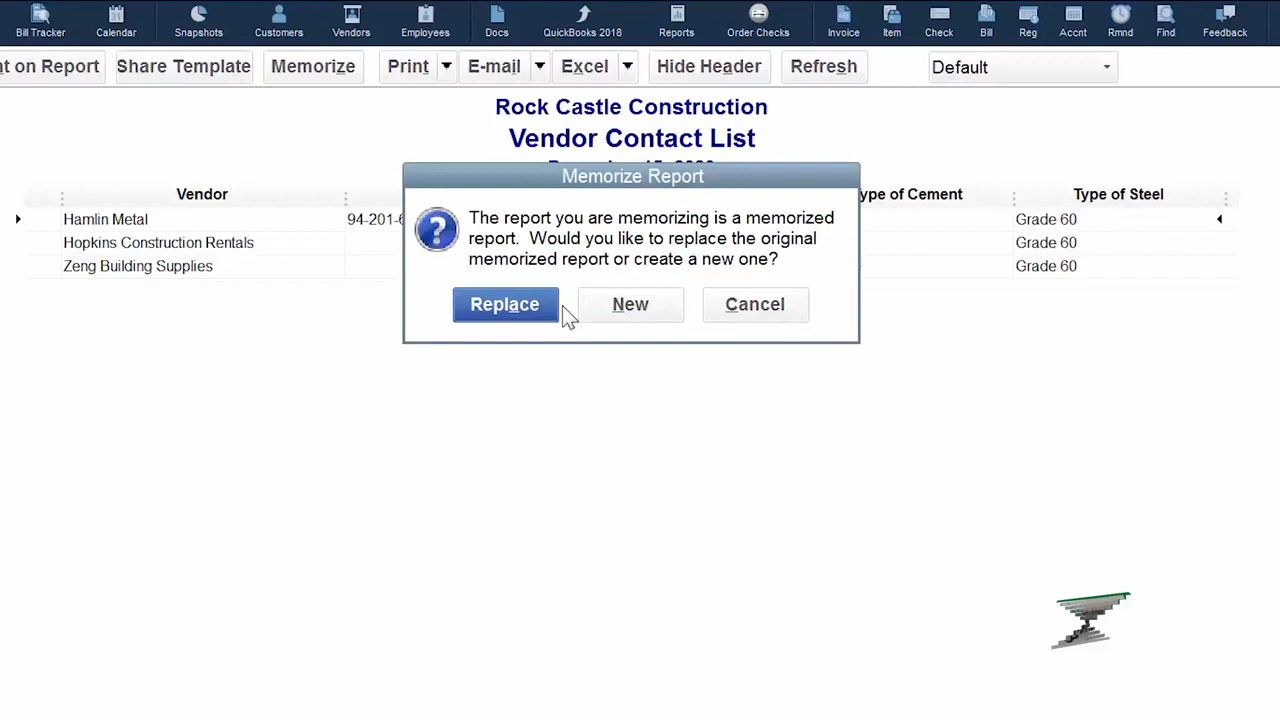 Bill Tracker Calendar Snapshots Customers Vendors Employees Docs QuickBooks 2018 Reports Order Checks Invoice Item Check Bill Reg Accnt Rmnd Find Feedback
on Report Share Template Memorize Print E-mail Excel Hide Header Refresh Default
Rock Castle Construction
Vendor Contact List
Memorize Report
Vendor of Cement Type of Steel
Hamlin Metal Grade 60
Hopkins Construction Rentals Grade 60
Zeng Building Supplies Grade 60
The report you are memorizing is a memorized
report. Would you like to replace the original
memorized report or create a new one?
Replace New Cancel